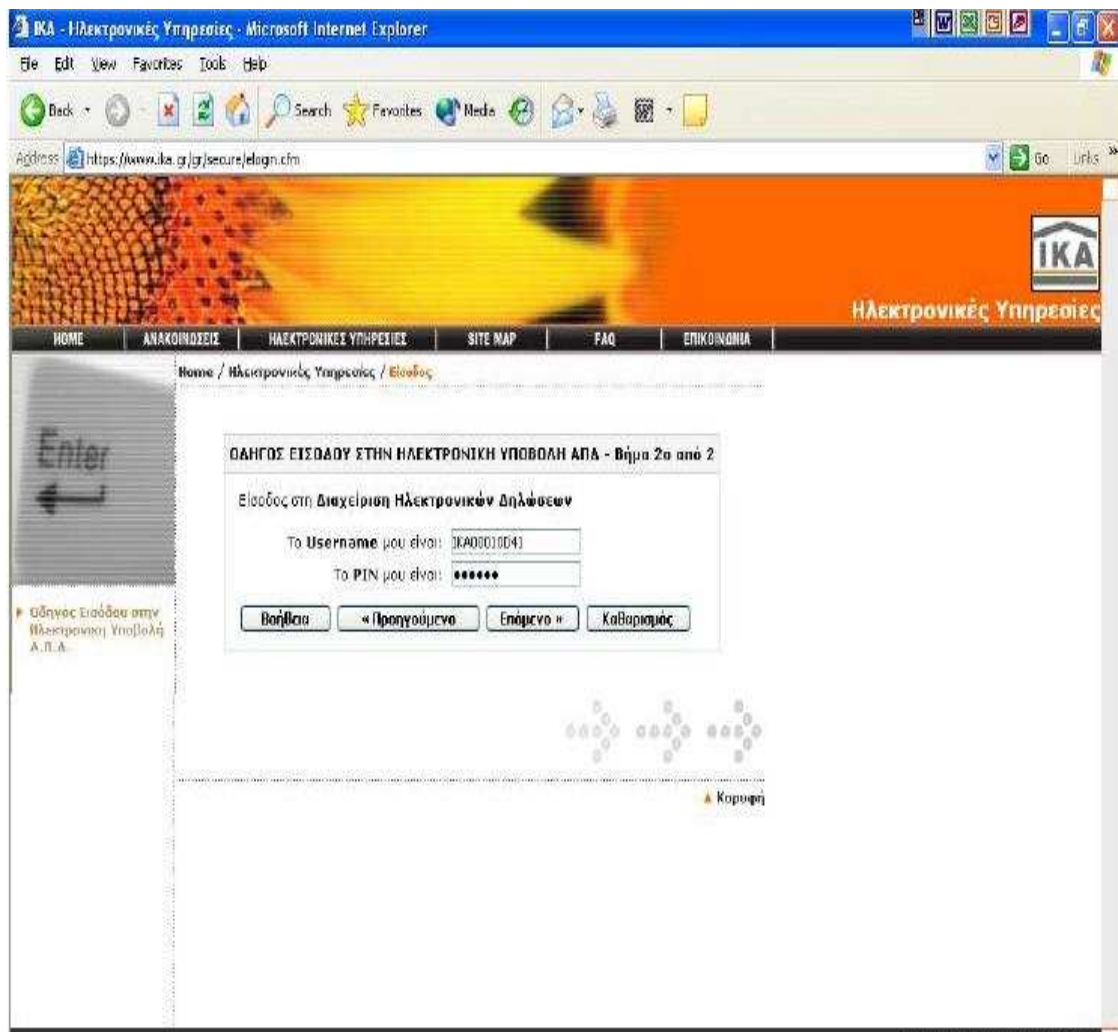 IKA - Ηλεκτρονικές Υπηρεσίες - Microsoft Internet Explorer
File Edit View Favorites Tools Help
Back Search Favorites Media
Address https://www.ika.gr/gr/secure/elogin.cfm Go Links »
IKA
Ηλεκτρονικές Υπηρεσίες
HOME ΑΝΑΚΟΙΝΩΣΕΙΣ ΗΛΕΚΤΡΟΝΙΚΕΣ ΥΠΗΡΕΣΙΕΣ SITE MAP FAQ ΕΠΙΚΟΙΝΩΝΙΑ
Home / Ηλεκτρονικές Υπηρεσίες / Είσοδος
Enter
ΟΔΗΓΟΣ ΕΙΣΟΔΟΥ ΣΤΗΝ ΗΛΕΚΤΡΟΝΙΚΗ ΥΠΟΒΟΛΗ ΑΠΔ - Βήμα 2ο από 2
Είσοδος στη Διαχείριση Ηλεκτρονικών Δηλώσεων
Το Username μου είναι:
Το PIN μου είναι: ••••••
Βοήθεια « Προηγούμενο Επόμενο » Καθαρισμός
Οδηγός Εισόδου στην
Ηλεκτρονική Υποβολή
Α.Π.Δ.
Κορυφή